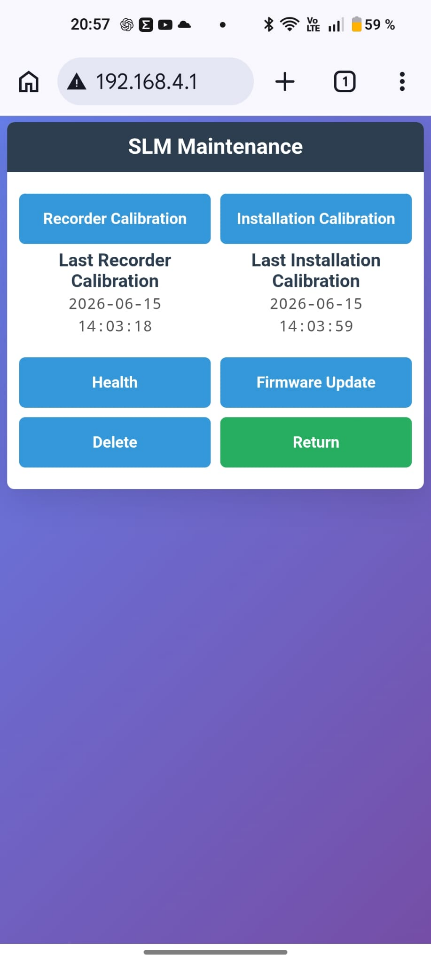 20:57
Vo LTE
59 %
192.168.4.1
1
SLM Maintenance
Recorder Calibration
Installation Calibration
Last Recorder
Calibration
2026-06-15
14:03:18
Last Installation
Calibration
2026-06-15
14:03:59
Health
Firmware Update
Delete
Return